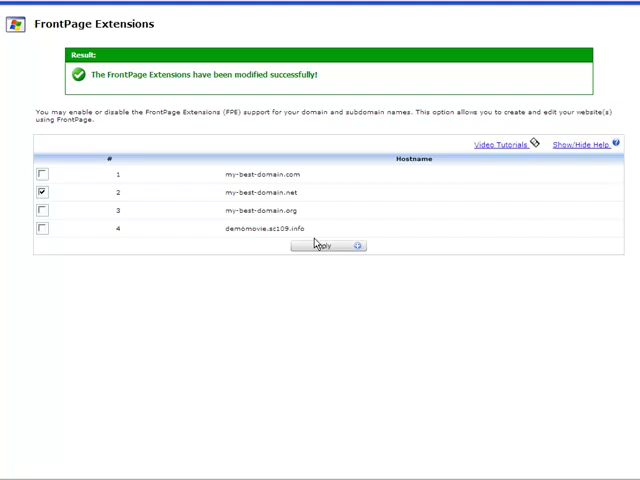 FrontPage Extensions
Result:
The FrontPage Extensions have been modified successfully!
You may enable or disable the FrontPage Extensions (FPE) support for your domain and subdomain names. This option allows you to create and edit your website(s)
using FrontPage.
Video Tutorials Show/Hide Help
# Hostname
1 my-best-domain.com
2 my-best-domain.net
3 my-best-domain.org
4 demomovie.sc109.info